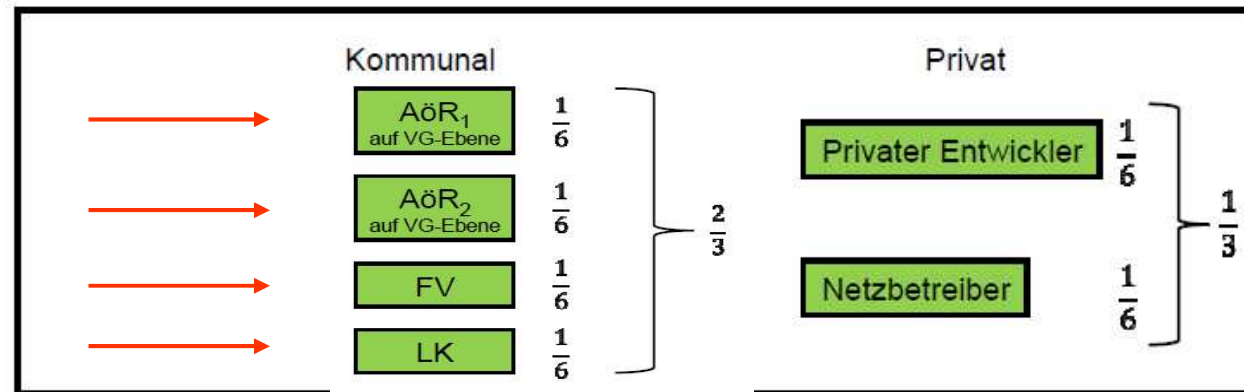 Kommunal
AöR₁
auf VG-Ebene
1/6
AöR₂
auf VG-Ebene
1/6
FV
1/6
LK
1/6
2/3
Privat
Privater Entwickler
1/6
Netzbetreiber
1/6
1/3